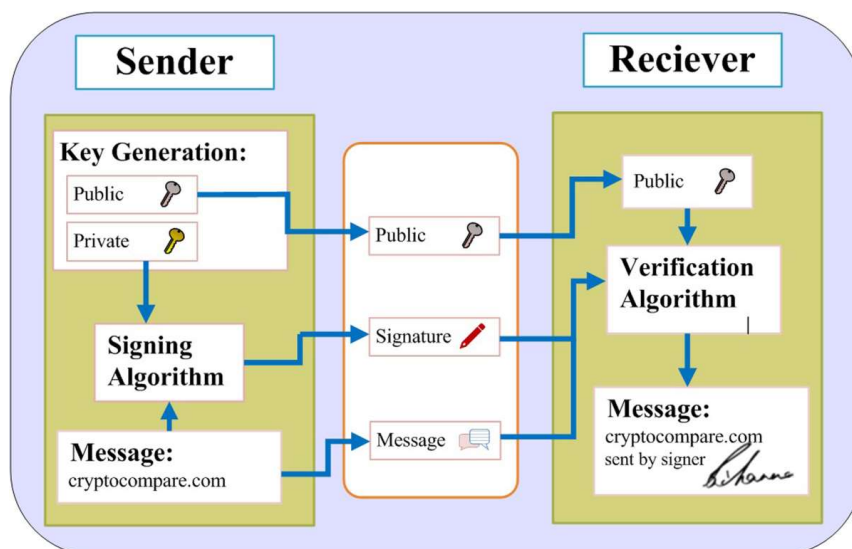 Sender
Reciever
Key Generation:
Public
Private
Signing
Algorithm
Message:
cryptocompare.com
Public
Signature
Message
Public
Verification
Algorithm
Message:
cryptocompare.com
sent by signer
Rihanna